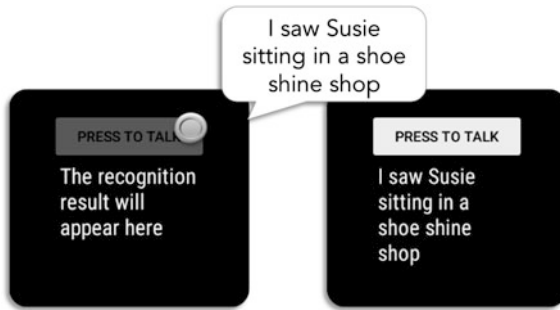 I saw Susie
sitting in a shoe
shine shop
PRESS TO TALK
The recognition
result will
appear here
PRESS TO TALK
I saw Susie
sitting in a
shoe shine
shop